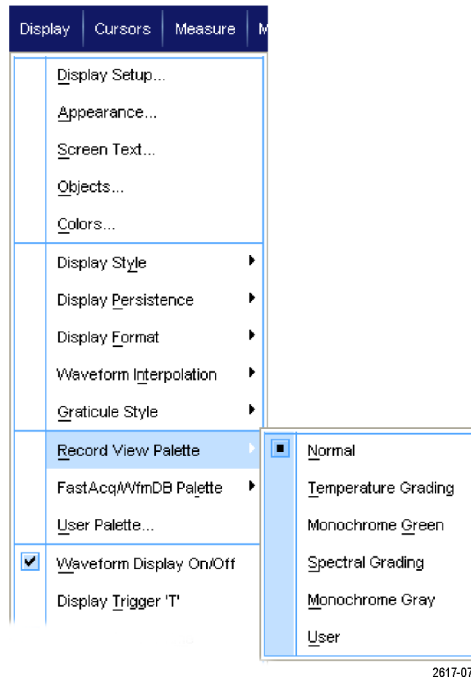 Display Cursors Measure
Display Setup...
Appearance...
Screen Text...
Objects...
Colors...
Display Style
Display Persistence
Display Format
Waveform Interpolation
Graticule Style
Record View Palette
Normal
FastAcq/WfmDB Palette
Temperature Grading
User Palette...
Monochrome Green
Waveform Display On/Off
Spectral Grading
Display Trigger 'T'
Monochrome Gray
User
2617-07